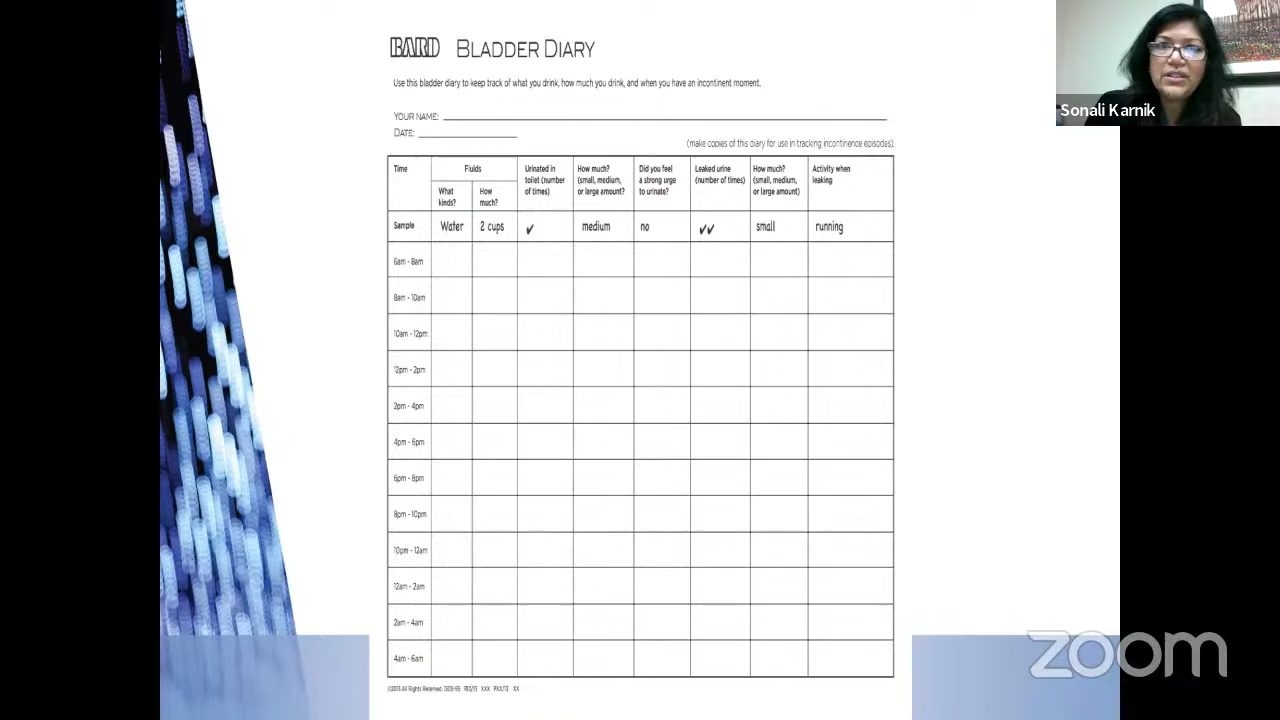 BARD BLADDER DIARY
Use this bladder diary to keep track of what you drink, how much you drink, and when you have an incontinent moment.
YOUR NAME:
DATE:
(make copies of this diary for use in tracking incontinence episodes).
Time
Fluids
What kinds?
How much?
Urinated in toilet (number of times)
How much? (small, medium, or large amount?
Did you feel a strong urge to urinate?
Leaked urine (number of times)
How much? (small, medium, or large amount)
Activity when leaking
Sample Water 2 cups ✓ medium no ✓✓ small running
6am - 8am
8am - 10am
10am - 12pm
12pm - 2pm
2pm - 4pm
4pm - 6pm
6pm - 8pm
8pm - 10pm
10pm - 12am
12am - 2am
2am - 4am
4am - 6am
©2013 All Rights Reserved.
Sonali Karnik
zoom